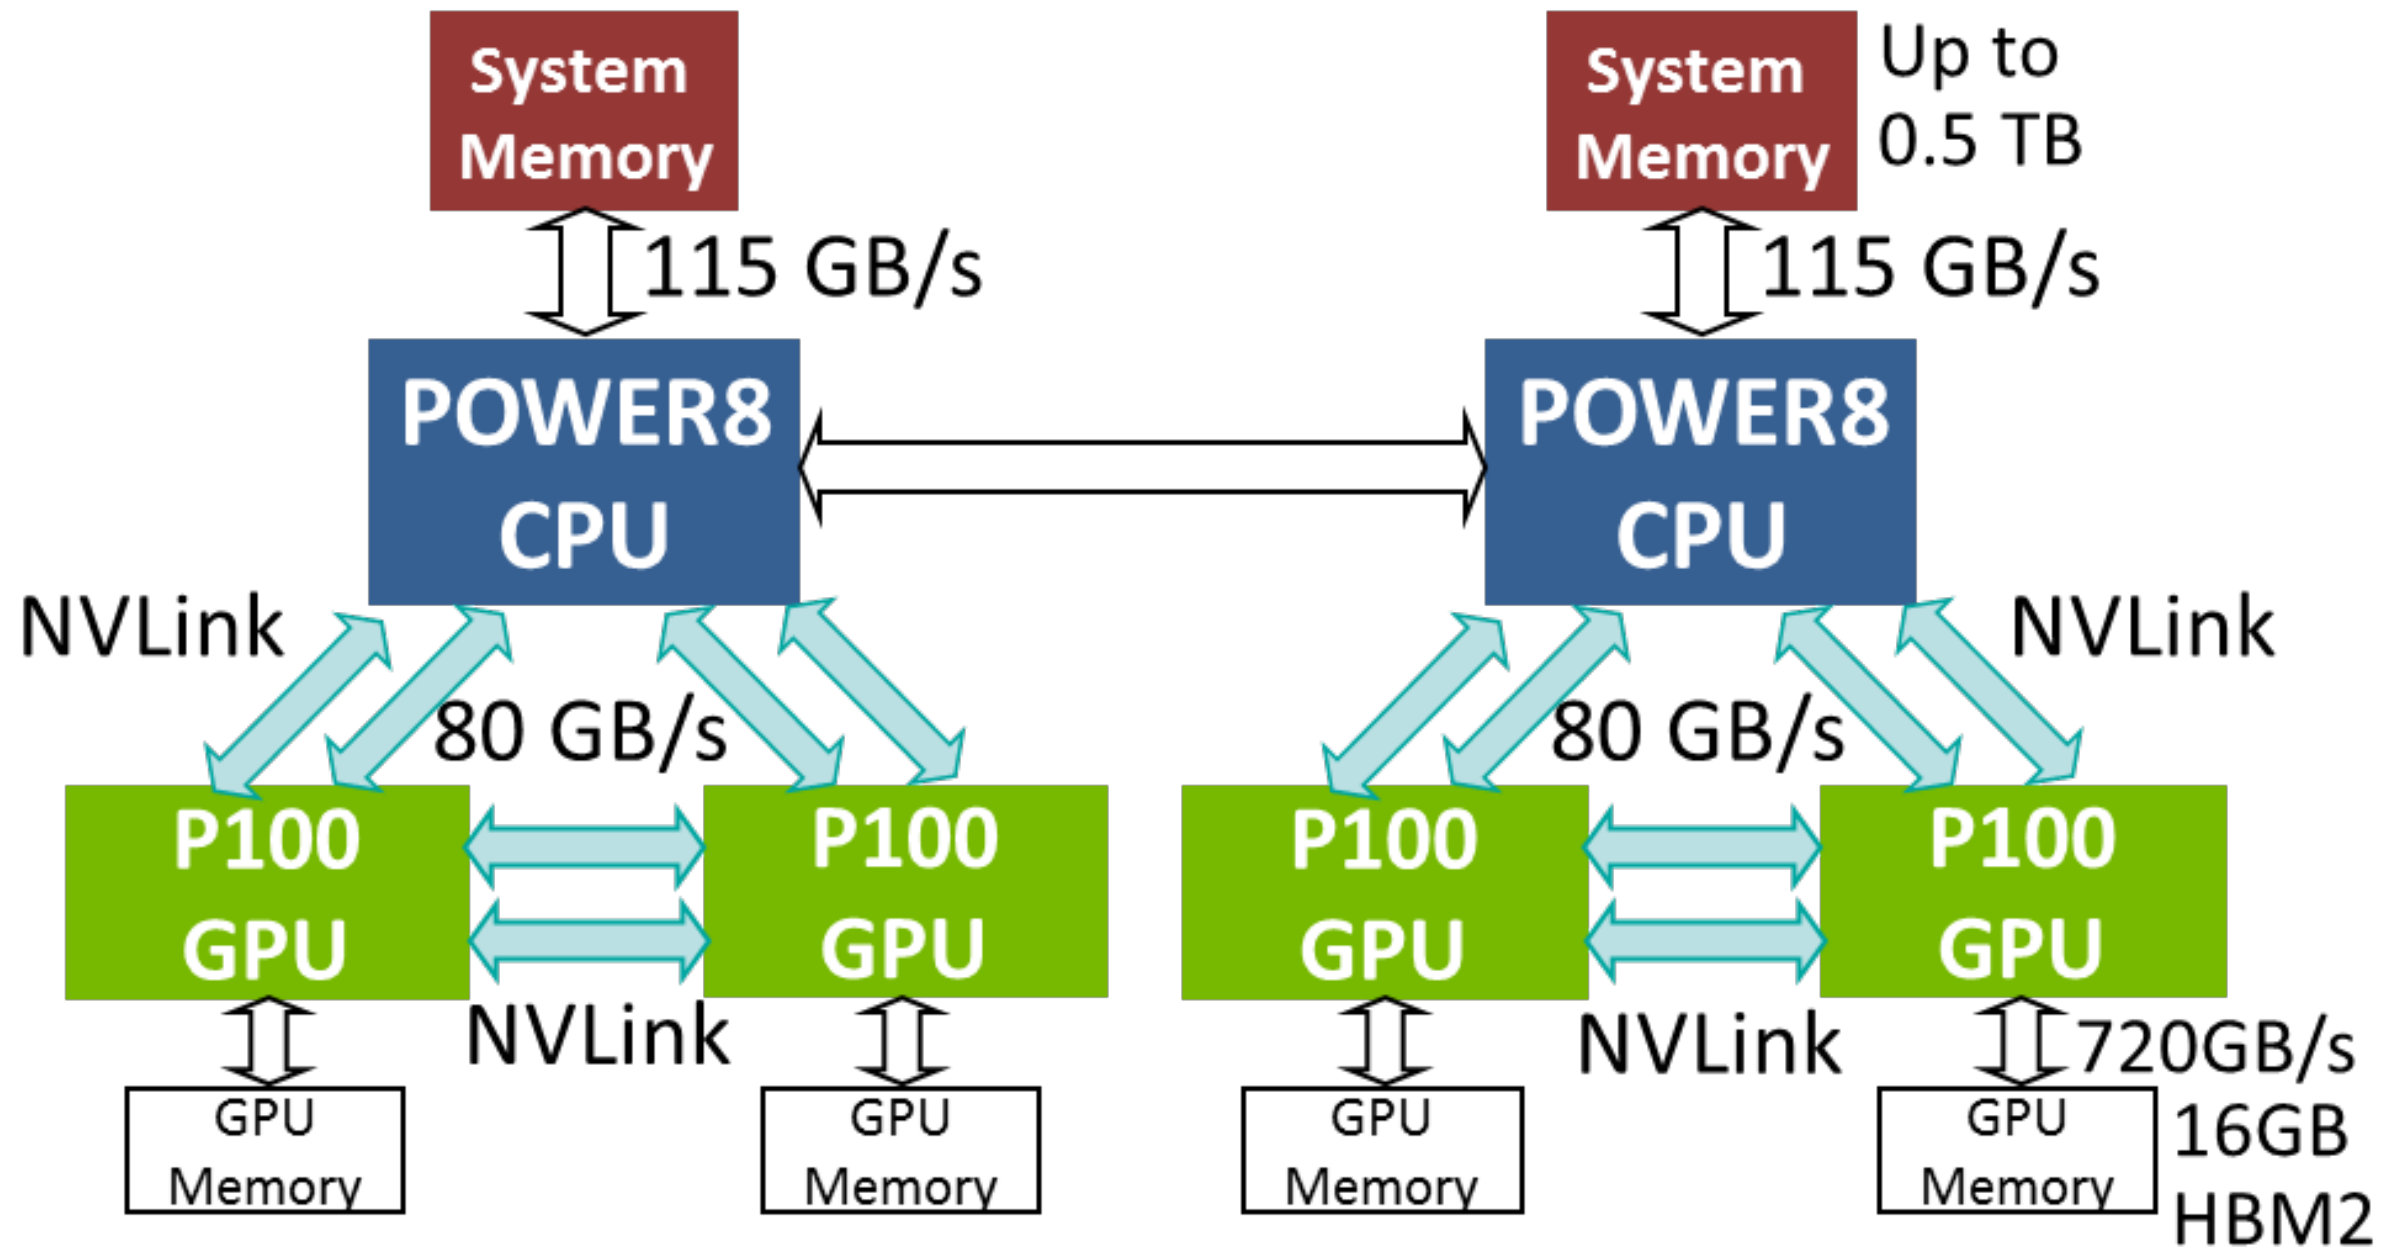 System
Memory
System
Memory
Up to
0.5 TB
115 GB/s
115 GB/s
POWER8
CPU
POWER8
CPU
NVLink
NVLink
80 GB/s
80 GB/s
P100
GPU
P100
GPU
P100
GPU
P100
GPU
NVLink
NVLink
720GB/s
GPU
Memory
GPU
Memory
GPU
Memory
GPU
Memory
16GB
HBM2